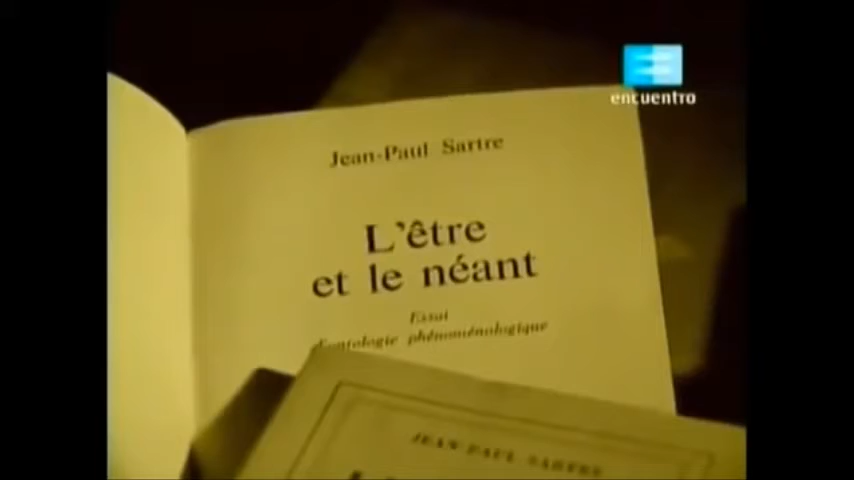 encuentro
Jean-Paul Sartre
L'être
et le néant
Essai
d'ontologie phénoménologique
JEAN-PAUL SARTRE